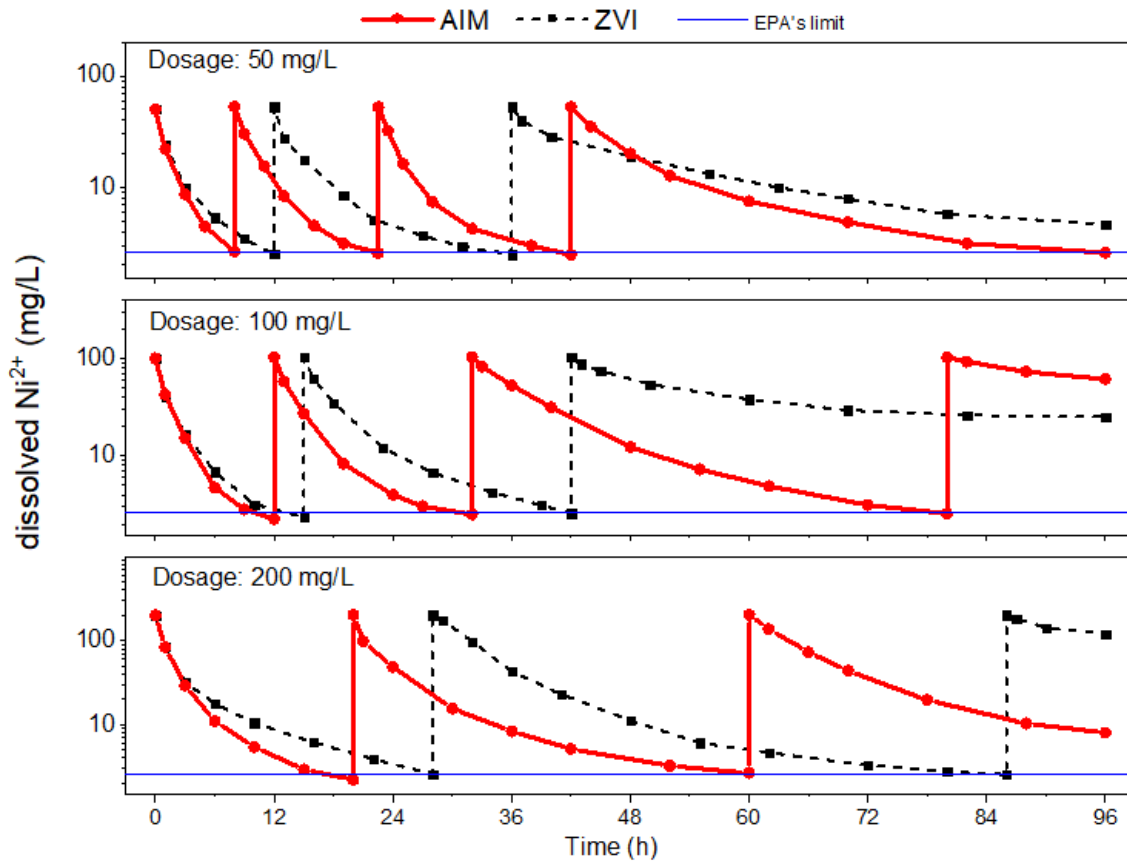 AIM ZVI EPA's limit
Dosage: 50 mg/L
100
10
Dosage: 100 mg/L
100
10
Dosage: 200 mg/L
100
10
dissolved Ni²⁺ (mg/L)
0 12 24 36 48 60 72 84 96
Time (h)